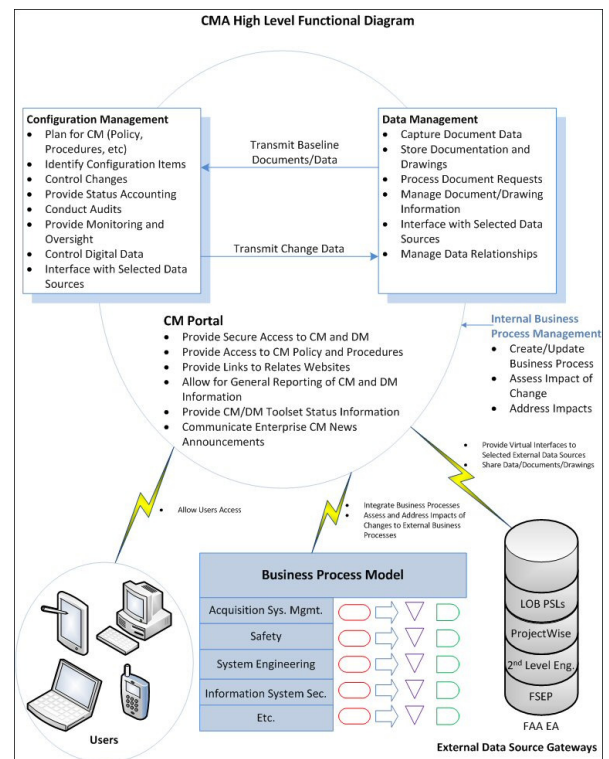 CMA High Level Functional Diagram
Configuration Management
• Plan for CM (Policy,
Procedures, etc)
• Identify Configuration Items
• Control Changes
• Provide Status Accounting
• Conduct Audits
• Provide Monitoring and
Oversight
• Control Digital Data
• Interface with Selected Data
Sources
Transmit Baseline
Documents/Data
Transmit Change Data
Data Management
• Capture Document Data
• Store Documentation and
Drawings
• Process Document Requests
• Manage Document/Drawing
Information
• Interface with Selected Data
Sources
• Manage Data Relationships
CM Portal
• Provide Secure Access to CM and DM
• Provide Access to CM Policy and Procedures
• Provide Links to Relates Websites
• Allow for General Reporting of CM and DM
Information
• Provide CM/DM Toolset Status Information
• Communicate Enterprise CM News
Announcements
Internal Business
Process Management
• Create/Update
Business Process
• Assess Impact of
Change
• Address Impacts
• Provide Virtual Interfaces to
Selected External Data Sources
• Share Data/Documents/Drawings
• Allow Users Access
• Integrate Business Processes
• Assess and Address Impacts of
Changes to External Business
Processes
Users
Business Process Model
Acquisition Sys. Mgmt.
Safety
System Engineering
Information System Sec.
Etc.
LOB PSLs
ProjectWise
2nd Level Eng.
FSEP
FAA EA
External Data Source Gateways